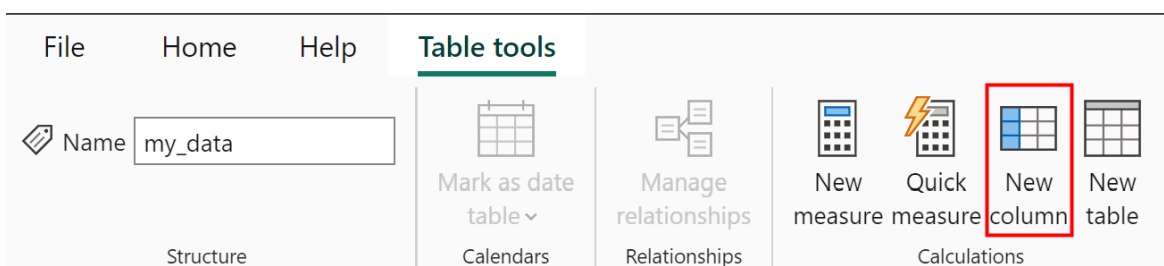 File Home Help Table tools
Name my_data
Mark as date
table
Manage
relationships
New
measure
Quick
measure
New
column
New
table
Structure Calendars Relationships Calculations